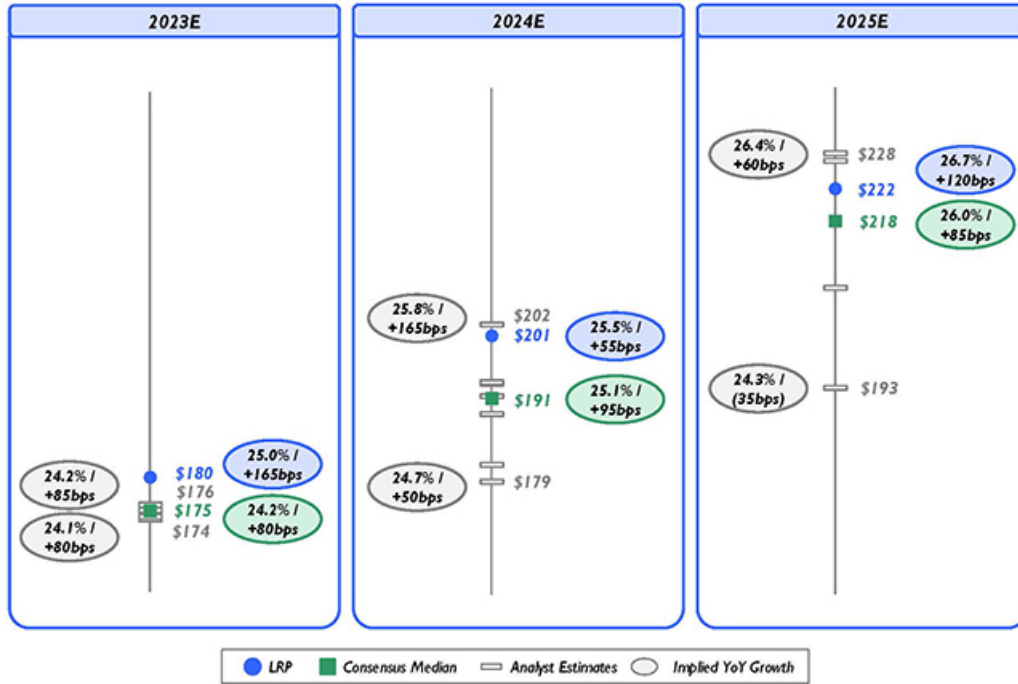 2023E
24.2% /
+85bps
24.1% /
+80bps
$180
$176
$175
$174
25.0% /
+165bps
24.2% /
+80bps
2024E
25.8% /
+165bps
24.7% /
+50bps
$202
$201
$191
$179
25.5% /
+55bps
25.1% /
+95bps
2025E
26.4% /
+60bps
24.3% /
(35bps)
$228
$222
$218
$193
26.7% /
+120bps
26.0% /
+85bps
LRP
Consensus Median
Analyst Estimates
Implied YoY Growth